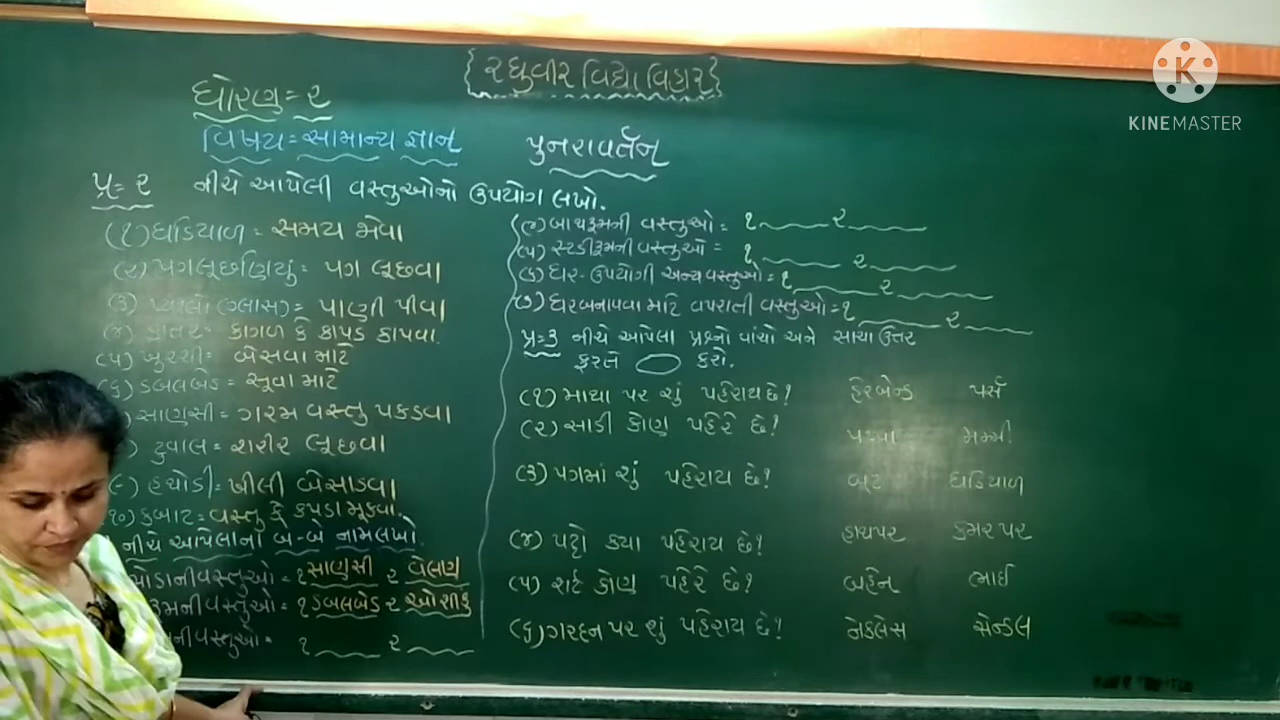 {રઘુવીર વિદ્યા વિહાર}
KINEMASTER
ધોરણ = ૨
વિષય = સામાન્ય જ્ઞાન
પુનરાવર્તન
પ્ર = ૨ નીચે આપેલી વસ્તુઓનો ઉપયોગ લખો.
(૧) ઘડિયાળ = સમય જોવા
(૨) પગલૂછણિયું = પગ લૂછવા
(૩) પ્યાલો (ગ્લાસ) = પાણી પીવા
(૪) કાતર = કાગળ કે કાપડ કાપવા.
(૫) ખુરશી = બેસવા માટે
(૬) ડબલબેડ = સૂવા માટે
) સાણસી = ગરમ વસ્તુ પકડવા
) ટુવાલ = શરીર લૂછવા
(૯) હથોડી = ખીલી બેસાડવા
(૧૦) કબાટ = વસ્તુ કે કપડા મૂકવા.
નીચે આપેલાના બે-બે નામ લખો.
સોડાની વસ્તુઓ = ૧ સાણસી ૨ વેલણ
રૂમની વસ્તુઓ = ૧ ડબલબેડ ૨ ઓશીકુ
ની વસ્તુઓ = ૧ ૨
(૪) બાથરૂમની વસ્તુઓ = ૧ ૨
(૫) સ્ટડીરૂમની વસ્તુઓ = ૧ ૨
(૬) ઘર-ઉપયોગી અન્ય વસ્તુઓ = ૧ ૨
(૭) ઘર બનાવવા માટે વપરાતી વસ્તુઓ = ૧ ૨
પ્ર = ૩ નીચે આપેલા પ્રશ્નો વાંચો અને સાચા ઉત્તર
ફરતે કરો.
(૧) માથા પર શું પહેરાય છે? હેરબેન્ડ પર્સ
(૨) સાડી કોણ પહેરે છે? પપ્પા મમ્મી
(૩) પગમાં શું પહેરાય છે? બૂટ ઘડિયાળ
(૪) પટ્ટો ક્યા પહેરાય છે? હાથપર કમર પર
(૫) શર્ટ કોણ પહેરે છે? બહેન ભાઈ
(૬) ગરદન પર શું પહેરાય છે? નેકલેસ સેન્ડલ